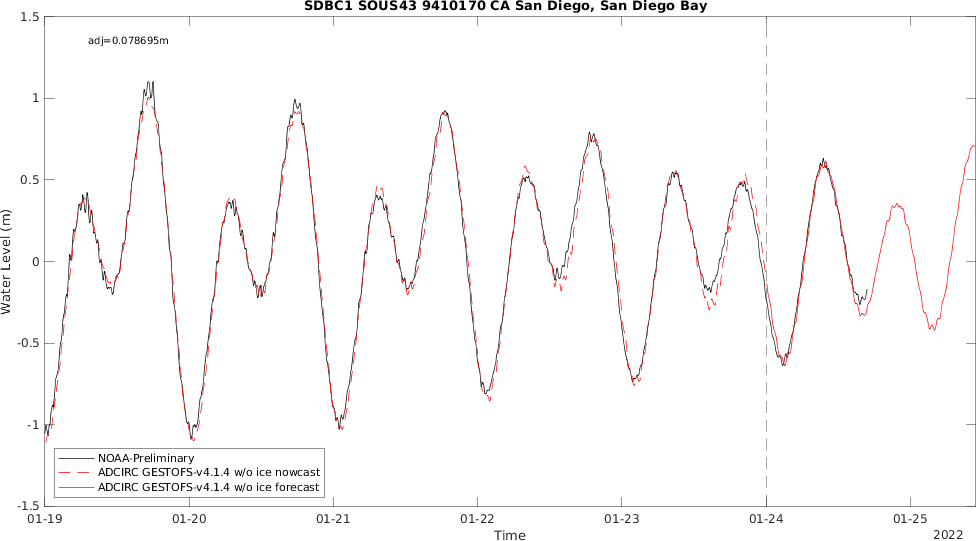 SDBC1 SOUS43 9410170 CA San Diego, San Diego Bay
adj=0.078695m
1.5
1
0.5
0
-0.5
-1
-1.5
Water Level (m)
NOAA-Preliminary
ADCIRC GESTOFS-v4.1.4 w/o ice nowcast
ADCIRC GESTOFS-v4.1.4 w/o ice forecast
01-19 01-20 01-21 01-22 01-23 01-24 01-25
Time
2022